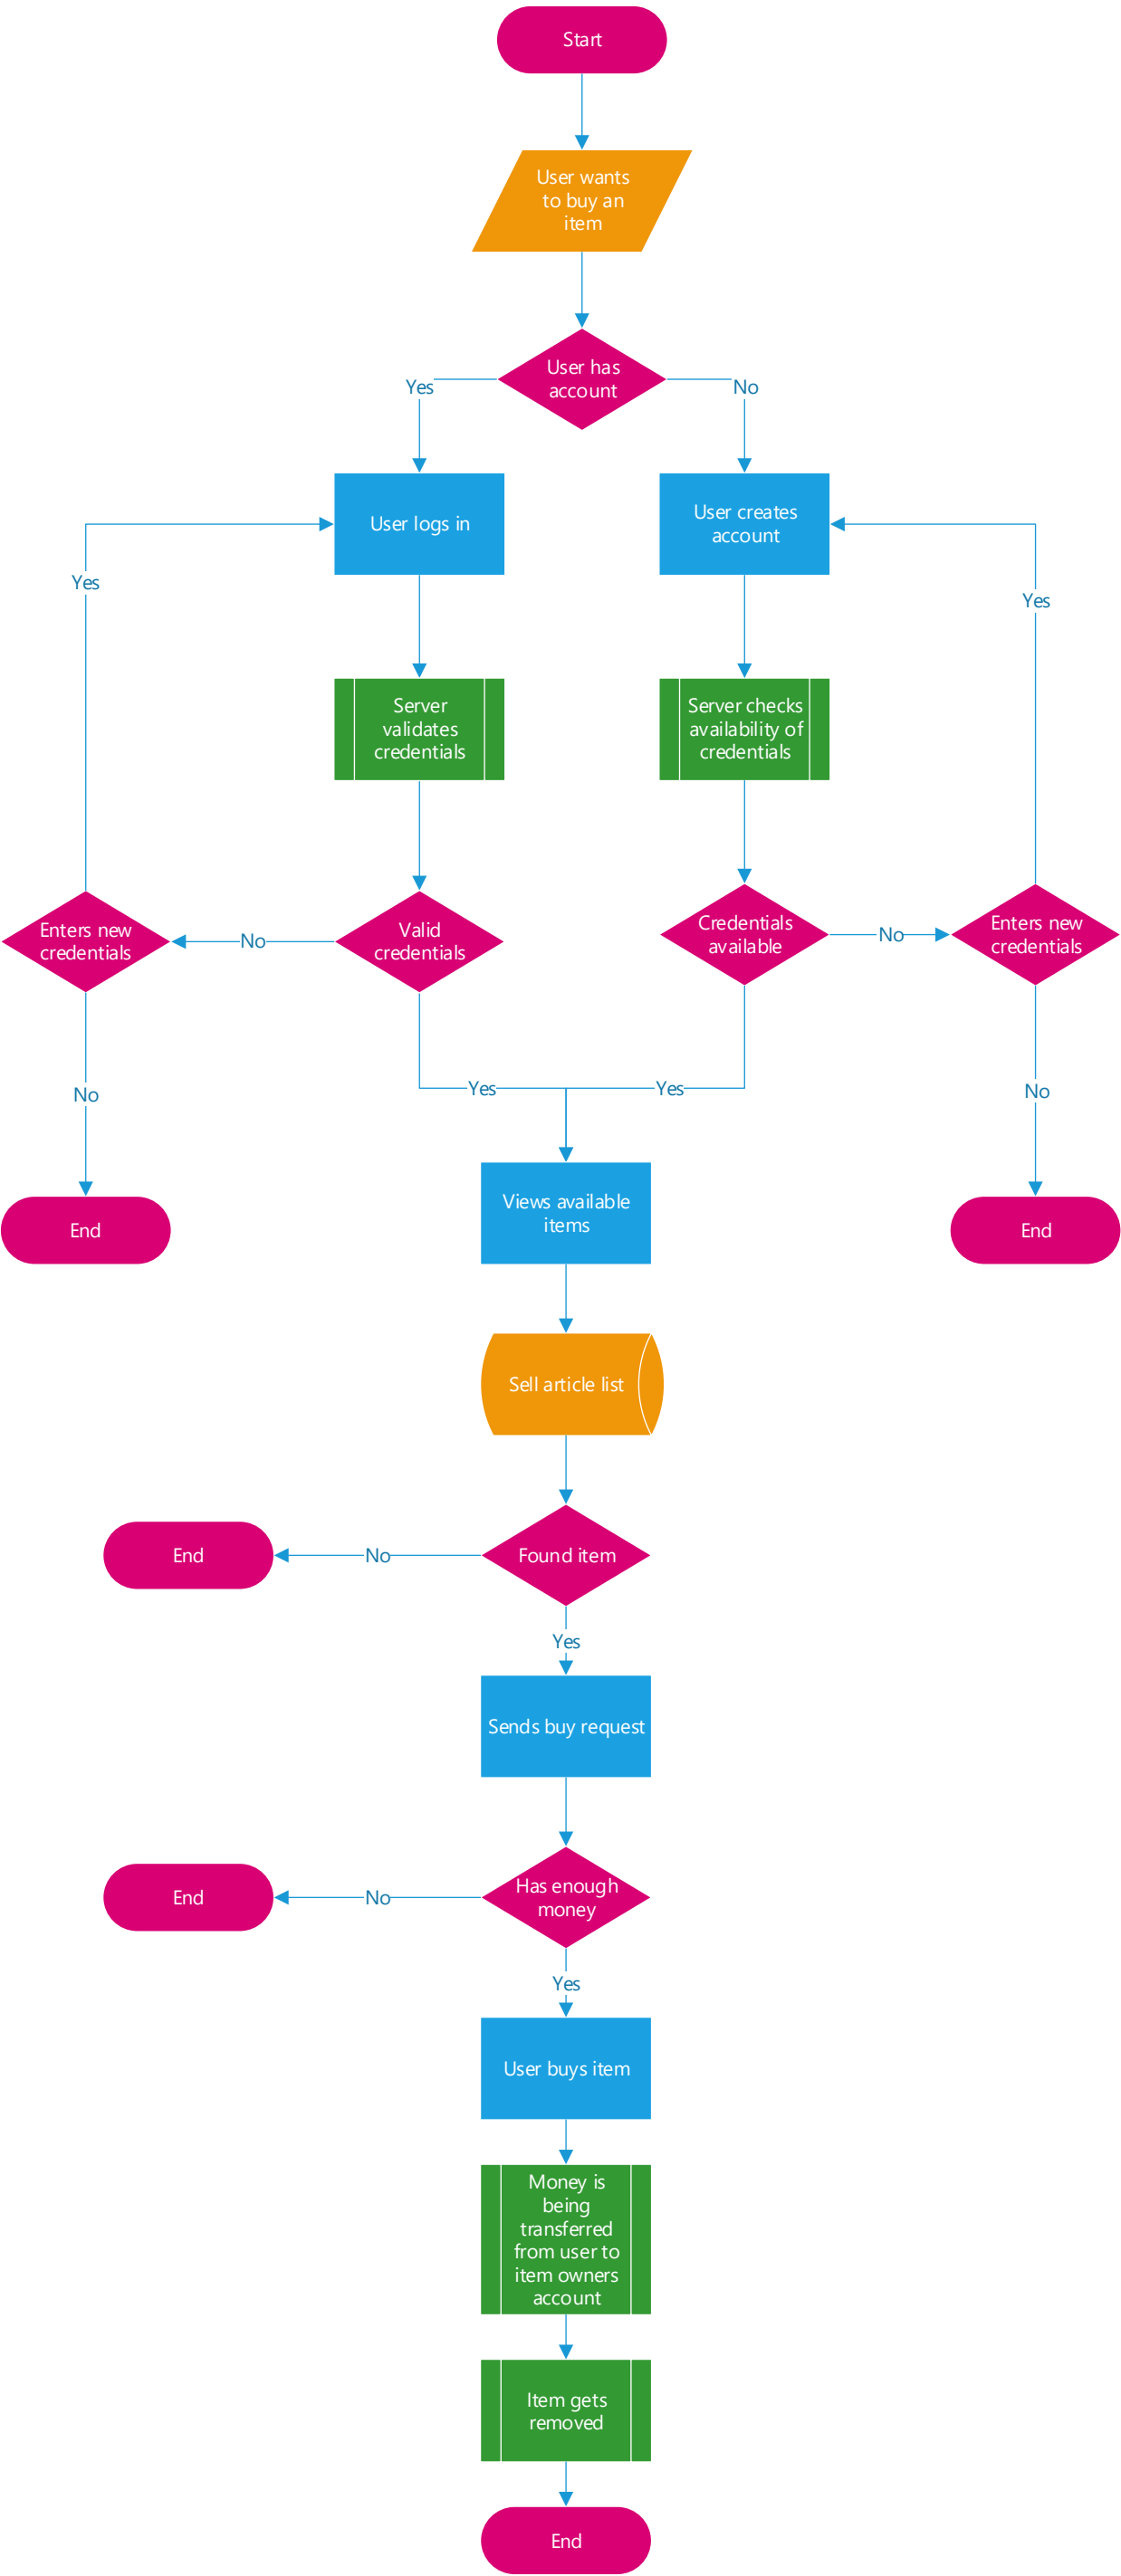 Start
User wants
to buy an
item
User has
account
Yes
No
User logs in
User creates
account
Yes
Yes
Server
validates
credentials
Server checks
availability of
credentials
Enters new
credentials
No
Valid
credentials
Credentials
available
No
Enters new
credentials
No
Yes
Yes
No
End
Views available
items
End
Sell article list
End
No
Found item
Yes
Sends buy request
End
No
Has enough
money
Yes
User buys item
Money is
being
transferred
from user to
item owners
account
Item gets
removed
End